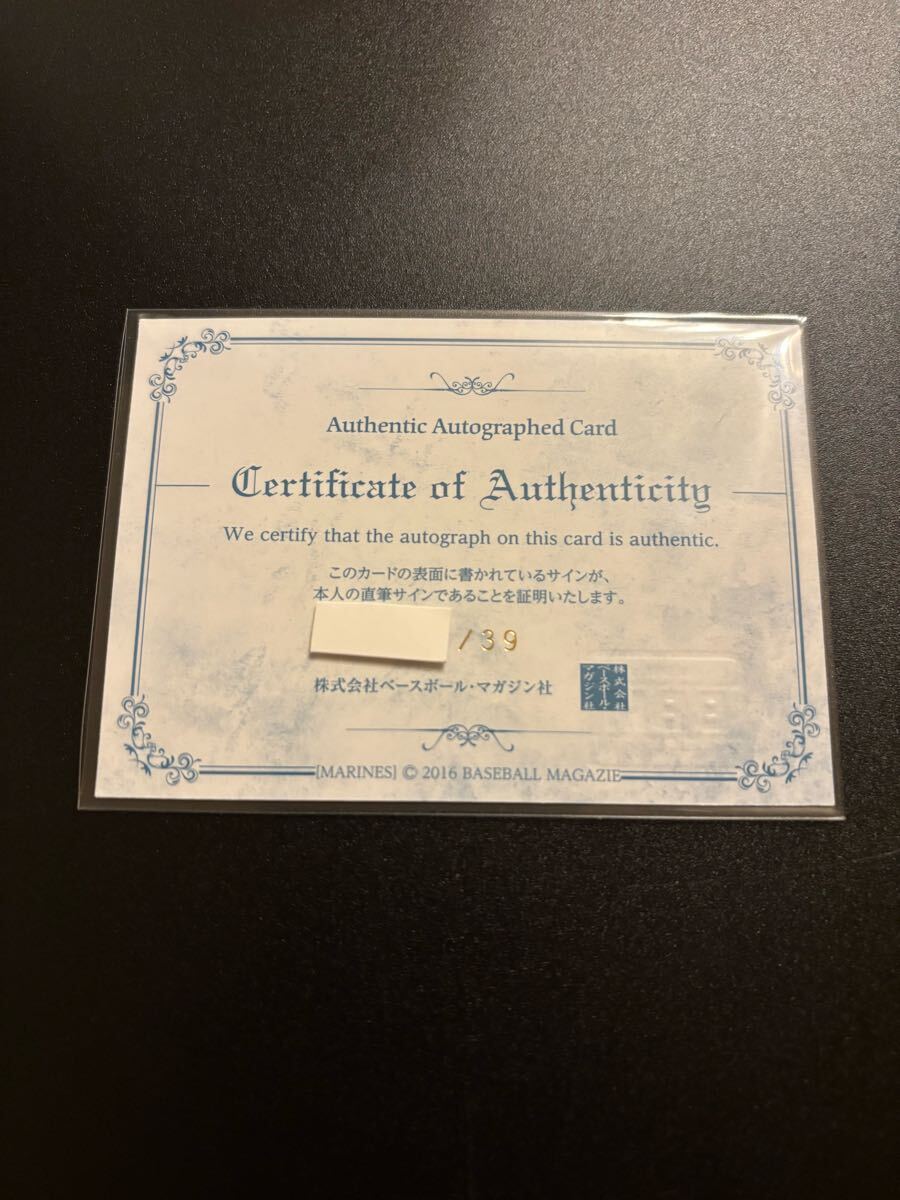 Authentic Autographed Card
Certificate of Authenticity
We certify that the autograph on this card is authentic.
このカードの表面に書かれているサインが、
本人の直筆サインであることを証明いたします。
/39
株式会社ベースボール・マガジン社
株式会社
ベースボール・
マガジン社
[MARINES] © 2016 BASEBALL MAGAZIE